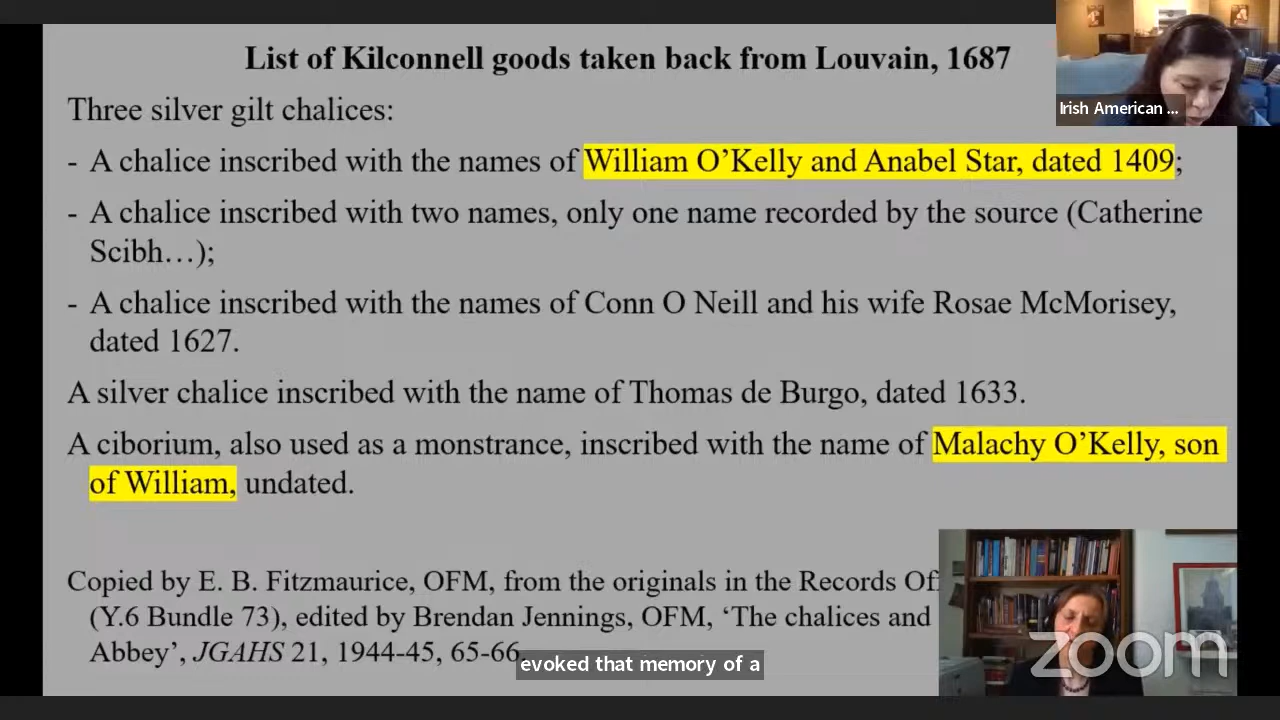 List of Kilconnell goods taken back from Louvain, 1687
Irish American ...
Three silver gilt chalices:
- A chalice inscribed with the names of William O’Kelly and Anabel Star, dated 1409;
- A chalice inscribed with two names, only one name recorded by the source (Catherine
Scibh…);
- A chalice inscribed with the names of Conn O Neill and his wife Rosae McMorisey,
dated 1627.
A silver chalice inscribed with the name of Thomas de Burgo, dated 1633.
A ciborium, also used as a monstrance, inscribed with the name of Malachy O’Kelly, son
of William, undated.
Copied by E. B. Fitzmaurice, OFM, from the originals in the Records
(Y.6 Bundle 73), edited by Brendan Jennings, OFM, ‘The chalices and
Abbey’, JGAHS 21, 1944-45, 65-66
evoked that memory of a
zoom